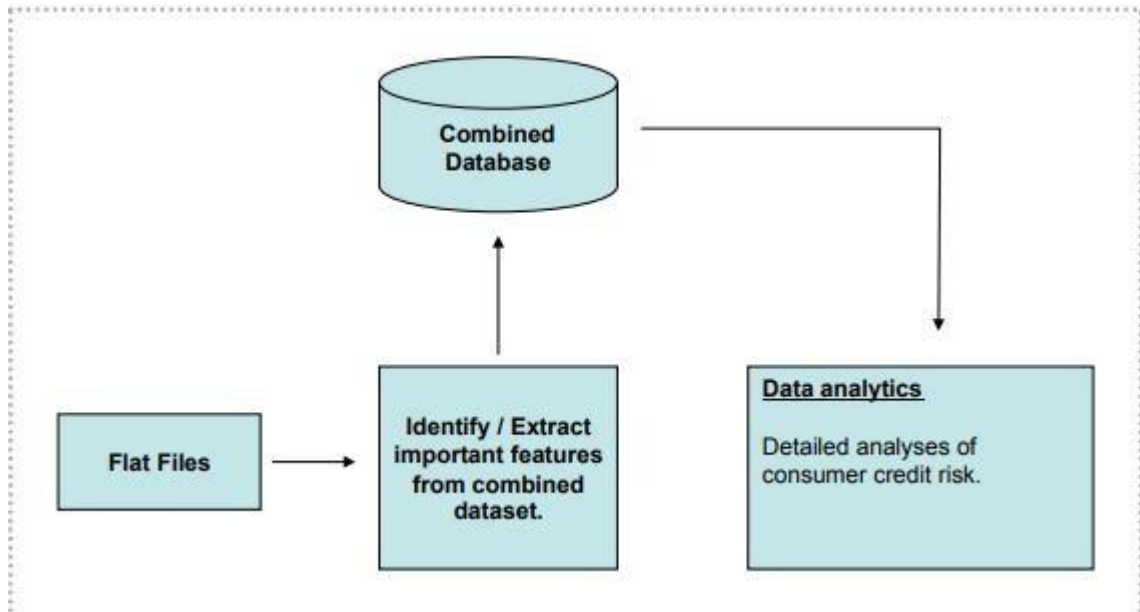 Combined
Database
Flat Files
Identify / Extract
important features
from combined
dataset.
Data analytics
Detailed analyses of
consumer credit risk.